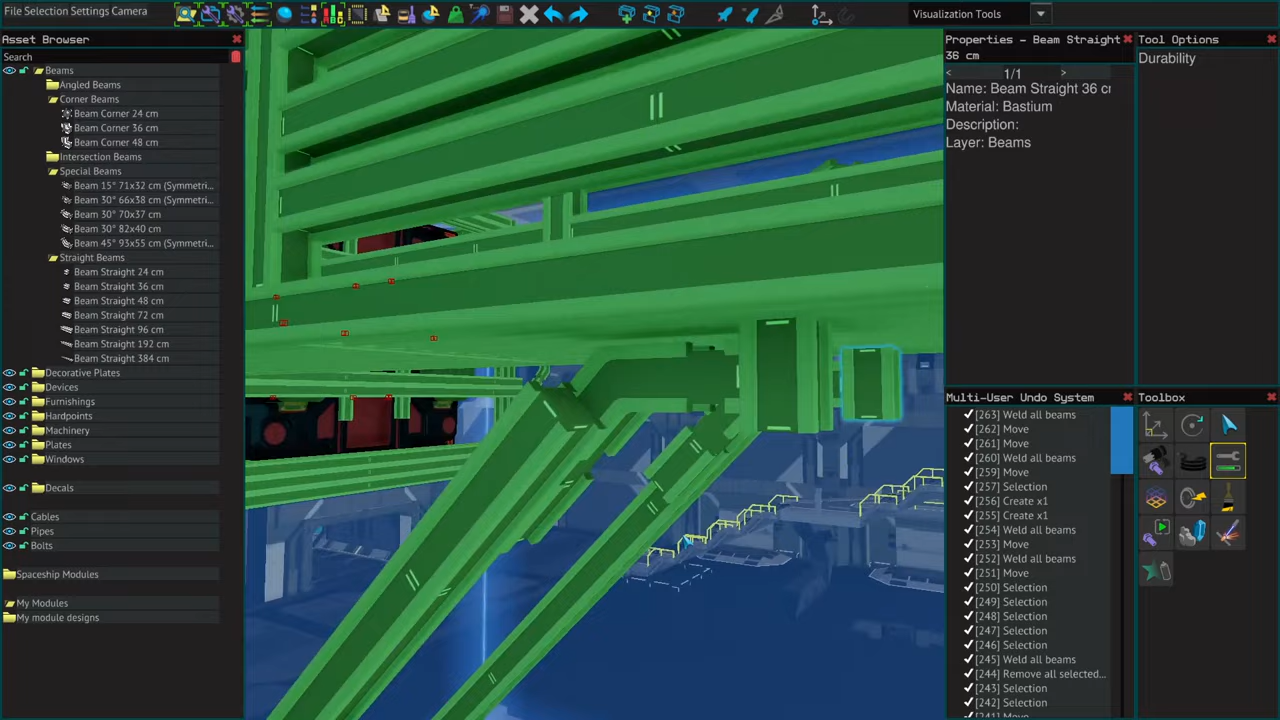 File Selection Settings Camera
Visualization Tools
Asset Browser
Search
Beams
Angled Beams
Corner Beams
Beam Corner 24 cm
Beam Corner 36 cm
Beam Corner 48 cm
Intersection Beams
Special Beams
Beam 15° 71x32 cm (Symmetri...
Beam 30° 66x38 cm (Symmetri...
Beam 30° 70x37 cm
Beam 30° 82x40 cm
Beam 45° 93x55 cm (Symmetri...
Straight Beams
Beam Straight 24 cm
Beam Straight 36 cm
Beam Straight 48 cm
Beam Straight 72 cm
Beam Straight 96 cm
Beam Straight 192 cm
Beam Straight 384 cm
Decorative Plates
Devices
Furnishings
Hardpoints
Machinery
Plates
Windows
Decals
Cables
Pipes
Bolts
Spaceship Modules
My Modules
My module designs
Properties - Beam Straight
36 cm
< 1/1 >
Name: Beam Straight 36 cr
Material: Bastium
Description:
Layer: Beams
Tool Options
Durability
Multi-User Undo System
[263] Weld all beams
[262] Move
[261] Move
[260] Weld all beams
[259] Move
[257] Selection
[256] Create x1
[255] Create x1
[254] Weld all beams
[253] Move
[252] Weld all beams
[251] Move
[250] Selection
[249] Selection
[248] Selection
[247] Selection
[246] Selection
[245] Weld all beams
[244] Remove all selected...
[243] Selection
[242] Selection
[241] Move
Toolbox